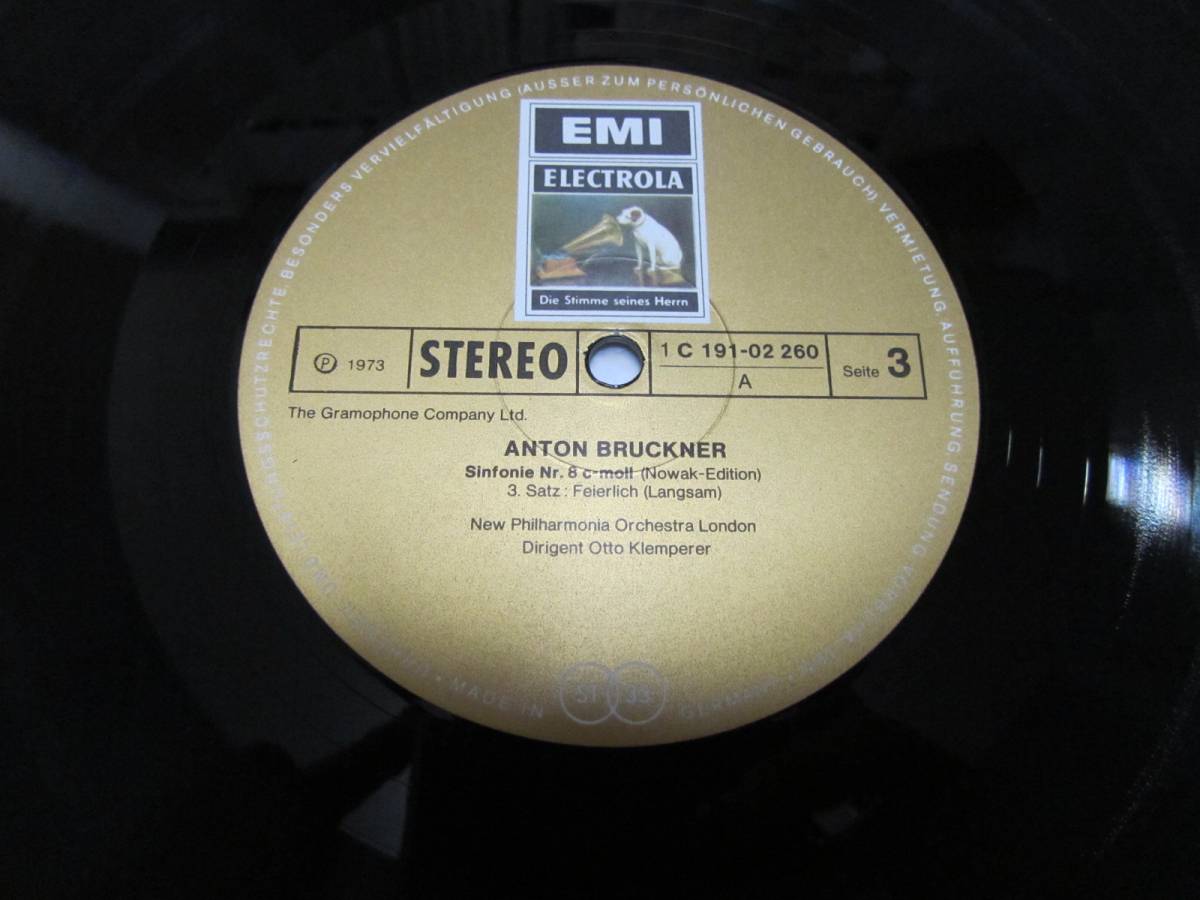 BESONDERS VERVIELFÄLTIGUNG (AUSSER ZUM PERSÖNLICHEN GEBRAUCH), VERMIETUNG, AUFFÜHRUNG, SENDUNG
EMI
ELECTROLA
Die Stimme seines Herrn
℗ 1973
STEREO
1 C 191-02 260
A
Seite 3
The Gramophone Company Ltd.
ANTON BRUCKNER
Sinfonie Nr. 8 c-moll (Nowak-Edition)
3. Satz : Feierlich (Langsam)
New Philharmonia Orchestra London
Dirigent Otto Klemperer
MADE IN
ST 33
GERMANY